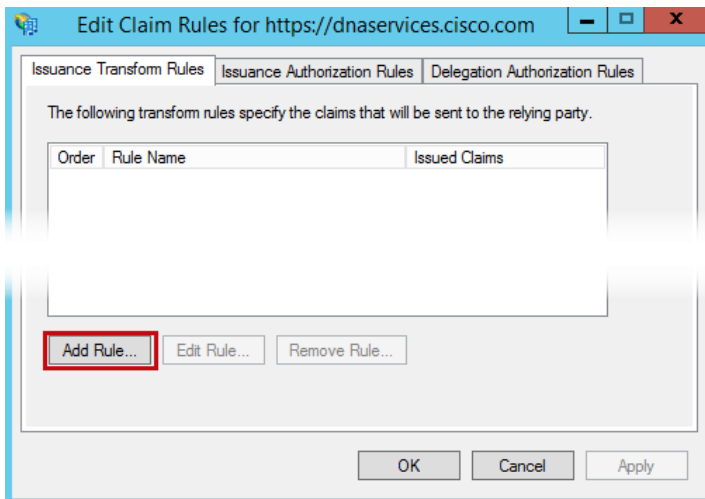 Edit Claim Rules for https://dnaservices.cisco.com
Issuance Transform Rules Issuance Authorization Rules Delegation Authorization Rules
The following transform rules specify the claims that will be sent to the relying party.
Order Rule Name Issued Claims
Add Rule... Edit Rule... Remove Rule...
OK Cancel Apply